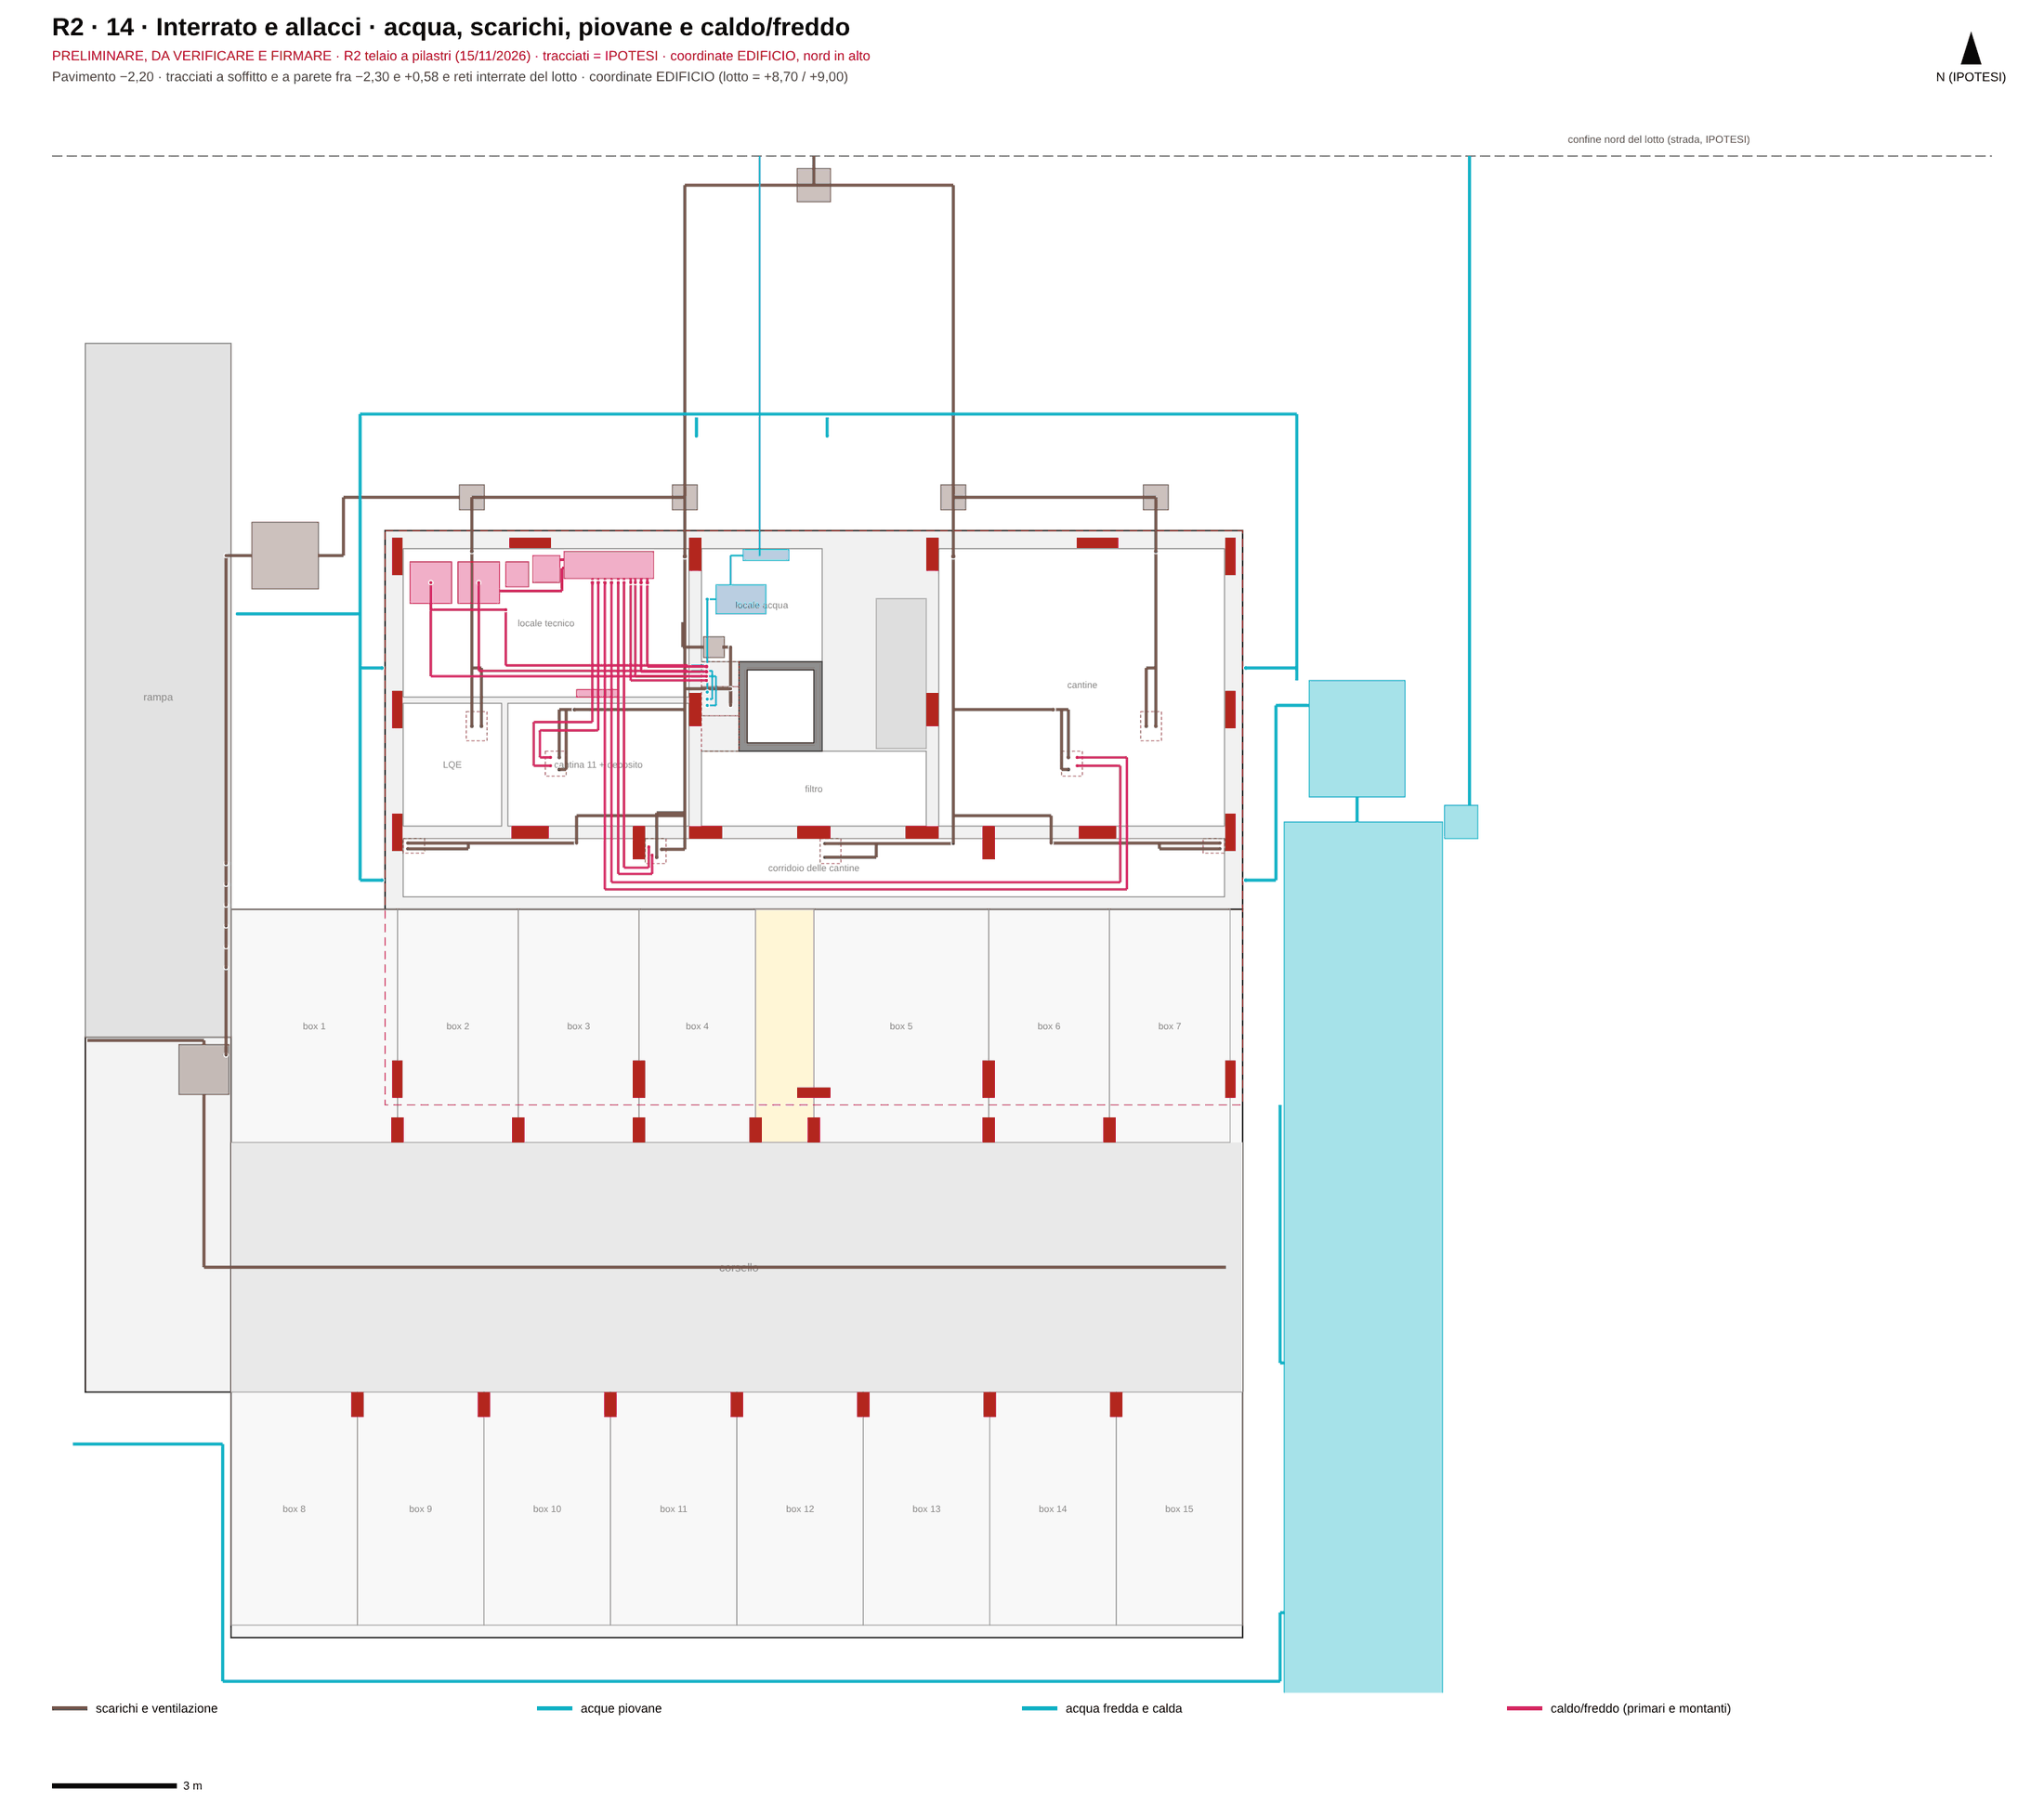 R2 · 14 · Interrato e allacci · acqua, scarichi, piovane e caldo/freddo
PRELIMINARE, DA VERIFICARE E FIRMARE · R2 telaio a pilastri (15/11/2026) · tracciati = IPOTESI · coordinate EDIFICIO, nord in alto
Pavimento −2,20 · tracciati a soffitto e a parete fra −2,30 e +0,58 e reti interrate del lotto · coordinate EDIFICIO (lotto = +8,70 / +9,00)
N (IPOTESI)
confine nord del lotto (strada, IPOTESI)
locale acqua
locale tecnico
rampa
cantine
LQE
cantina 11 + deposito
filtro
corridoio delle cantine
box 1
box 2
box 3
box 4
box 5
box 6
box 7
corsello
box 8
box 9
box 10
box 11
box 12
box 13
box 14
box 15
scarichi e ventilazione
acque piovane
acqua fredda e calda
caldo/freddo (primari e montanti)
3 m